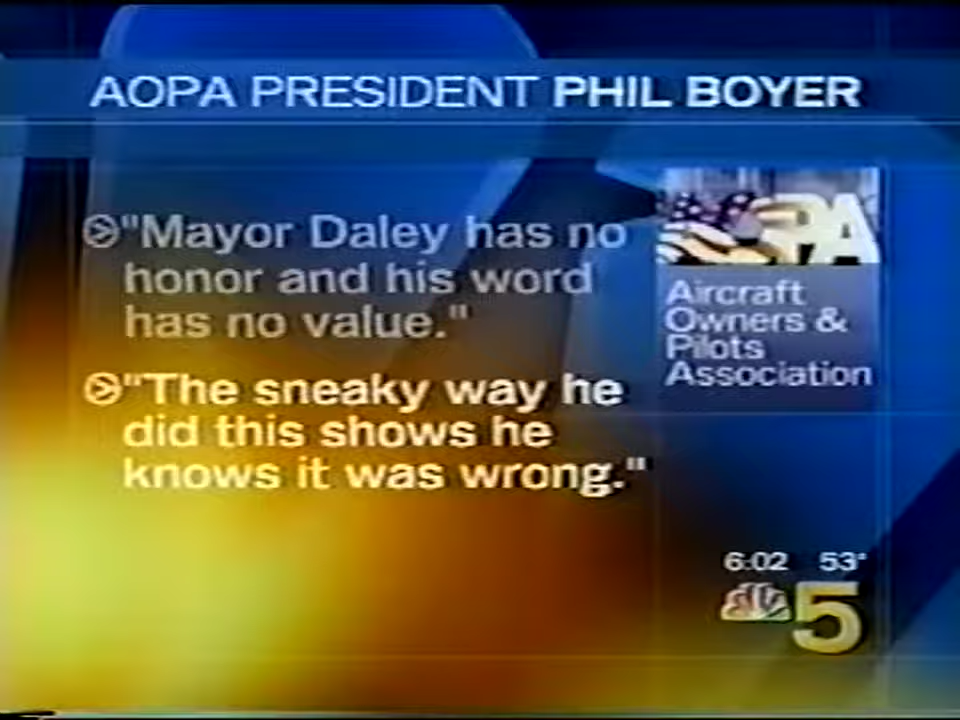 AOPA PRESIDENT PHIL BOYER
"Mayor Daley has no
honor and his word
has no value."
"The sneaky way he
did this shows he
knows it was wrong."
PA
Aircraft
Owners &
Pilots
Association
6:02 53°
5